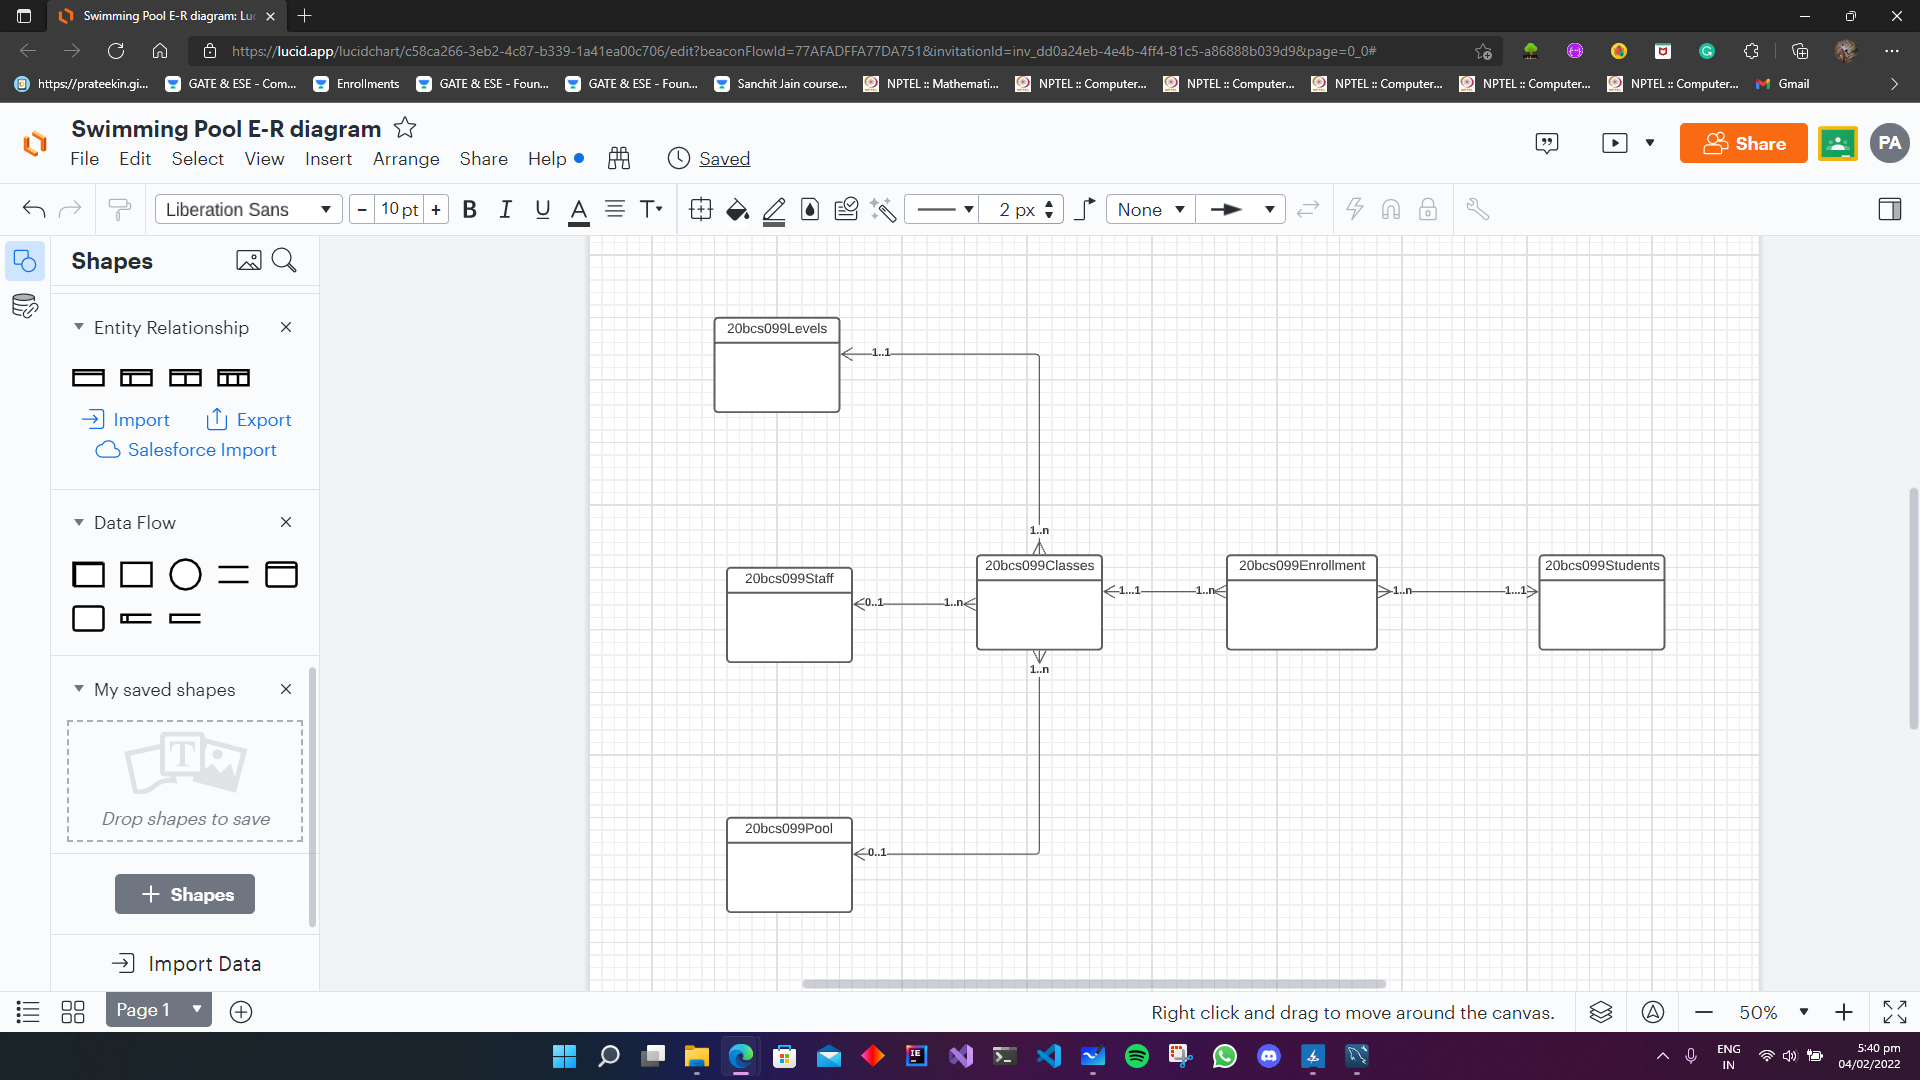 Swimming Pool E-R diagram: Luc
https://lucid.app/lucidchart/c58ca266-3eb2-4c87-b339-1a41ea00c706/edit?beaconFlowId=77AFADFFA77DA751&invitationId=inv_dd0a24eb-4e4b-4ff4-81c5-a86888b039d9&page=0_0#
https://prateekin.gi... GATE & ESE - Com... Enrollments GATE & ESE - Foun... GATE & ESE - Foun... Sanchit Jain course... NPTEL :: Mathemati... NPTEL :: Computer... NPTEL :: Computer... NPTEL :: Computer... NPTEL :: Computer... NPTEL :: Computer... Gmail
Swimming Pool E-R diagram
File Edit Select View Insert Arrange Share Help Saved
Share PA
Liberation Sans - 10 pt + B I U A T 2 px None
Shapes
Entity Relationship
Import Export
Salesforce Import
Data Flow
My saved shapes
T
Drop shapes to save
+ Shapes
Import Data
20bcs099Levels
1..1
1..n
20bcs099Staff
0..1
1..n
20bcs099Classes
1...1
1..n
20bcs099Enrollment
1..n
1...1
20bcs099Students
1..n
20bcs099Pool
0..1
Page 1
Right click and drag to move around the canvas.
50%
IE
ENG
IN
5:40 pm
04/02/2022